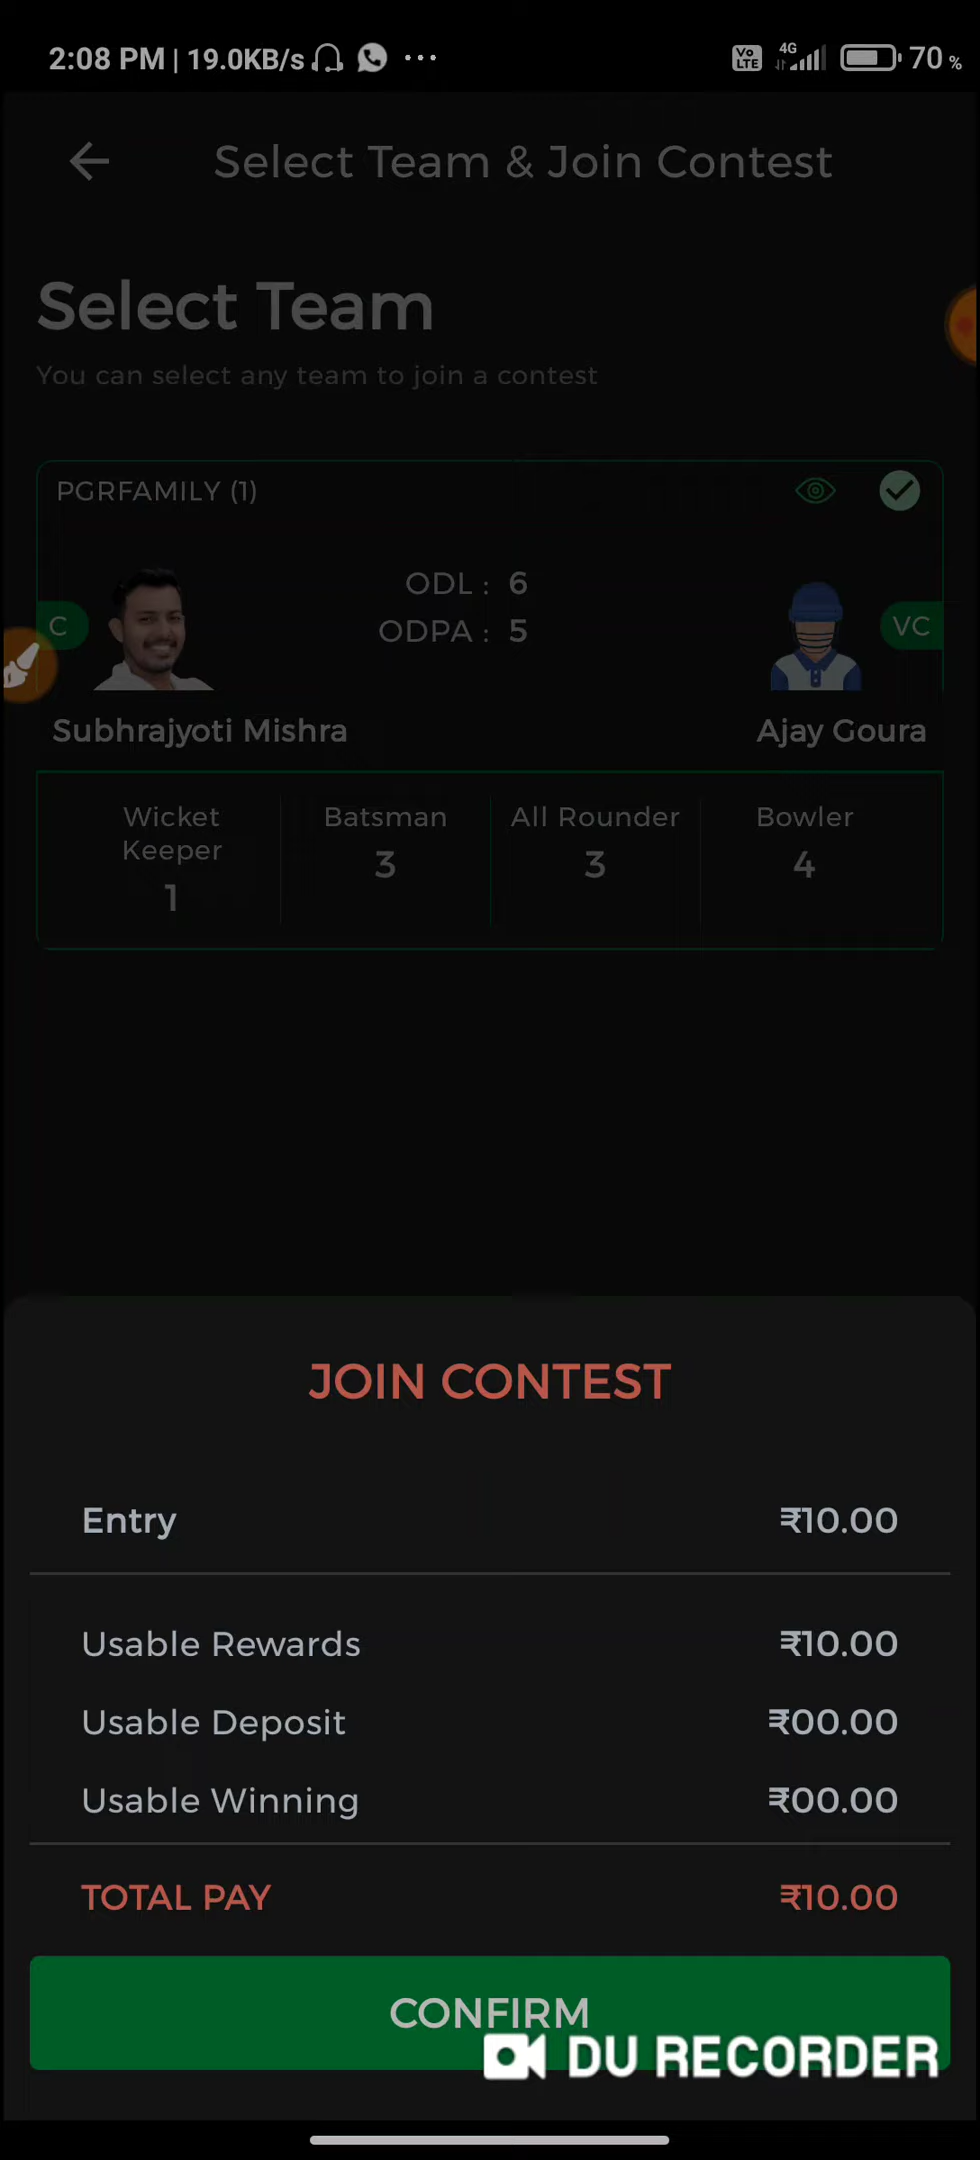 2:08 PM | 19.0KB/s ... Vo LTE 4G 70 %
Select Team & Join Contest
Select Team
You can select any team to join a contest
PGRFAMILY (1)
ODL : 6
C ODPA : 5 VC
Subhrajyoti Mishra Ajay Goura
Wicket Keeper Batsman All Rounder Bowler
1 3 3 4
JOIN CONTEST
Entry ₹10.00
Usable Rewards ₹10.00
Usable Deposit ₹00.00
Usable Winning ₹00.00
TOTAL PAY ₹10.00
CONFIRM
DU RECORDER